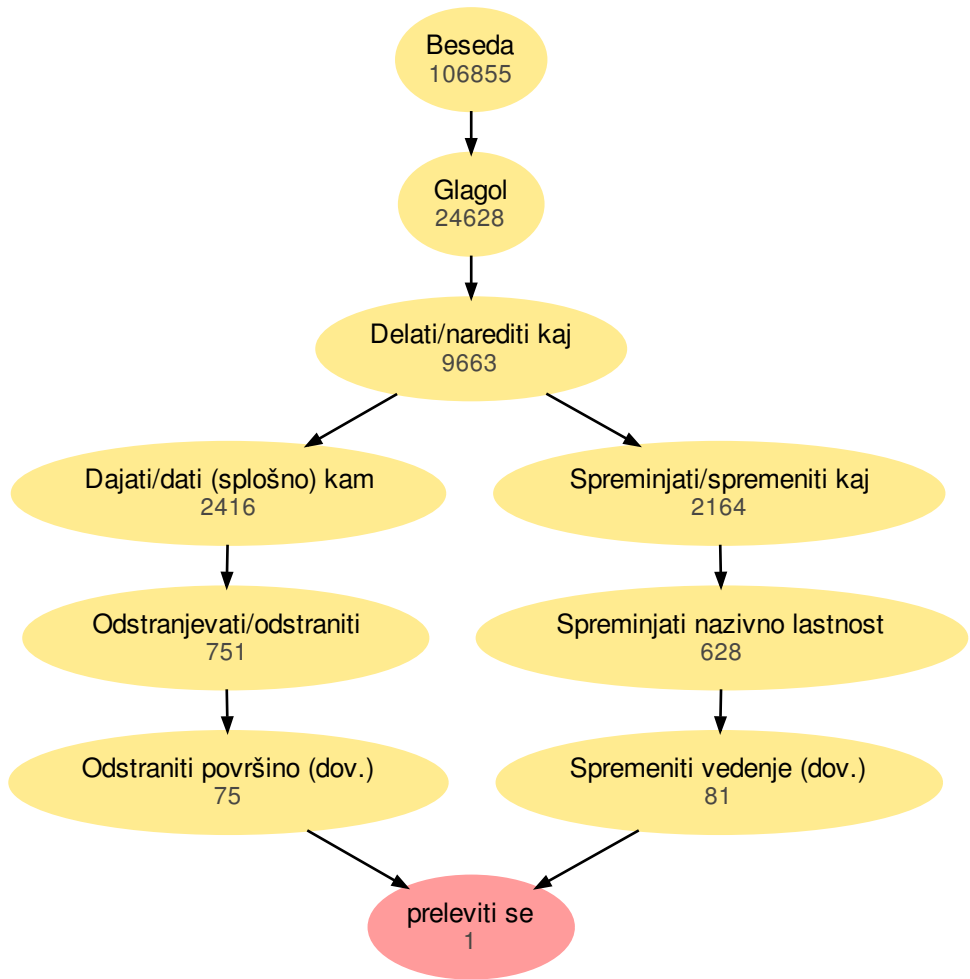 Beseda
106855
Glagol
24628
Delati/narediti kaj
9663
Dajati/dati (splošno) kam
2416
Spreminjati/spremeniti kaj
2164
Odstranjevati/odstraniti
751
Spreminjati nazivno lastnost
628
Odstraniti površino (dov.)
75
Spremeniti vedenje (dov.)
81
preleviti se
1